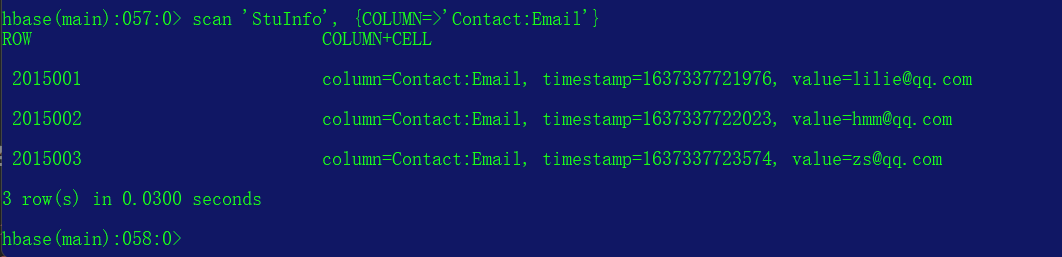 hbase(main):057:0> scan 'StuInfo', {COLUMN=>'Contact:Email'}
ROW COLUMN+CELL
2015001 column=Contact:Email, timestamp=1637337721976, value=lilie@qq.com
2015002 column=Contact:Email, timestamp=1637337722023, value=hmm@qq.com
2015003 column=Contact:Email, timestamp=1637337723574, value=zs@qq.com
3 row(s) in 0.0300 seconds
hbase(main):058:0>